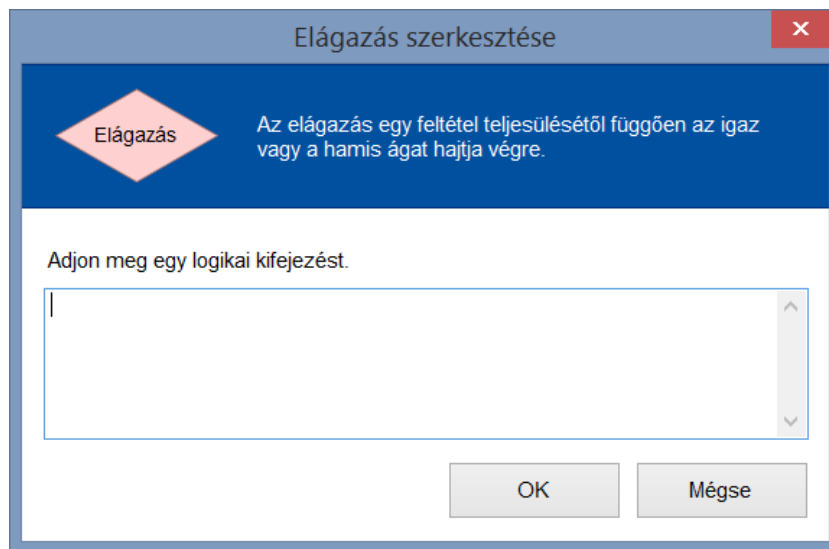 Elágazás szerkesztése
Elágazás
Az elágazás egy feltétel teljesülésétől függően az igaz
vagy a hamis ágat hajtja végre.
Adjon meg egy logikai kifejezést.
OK
Mégse